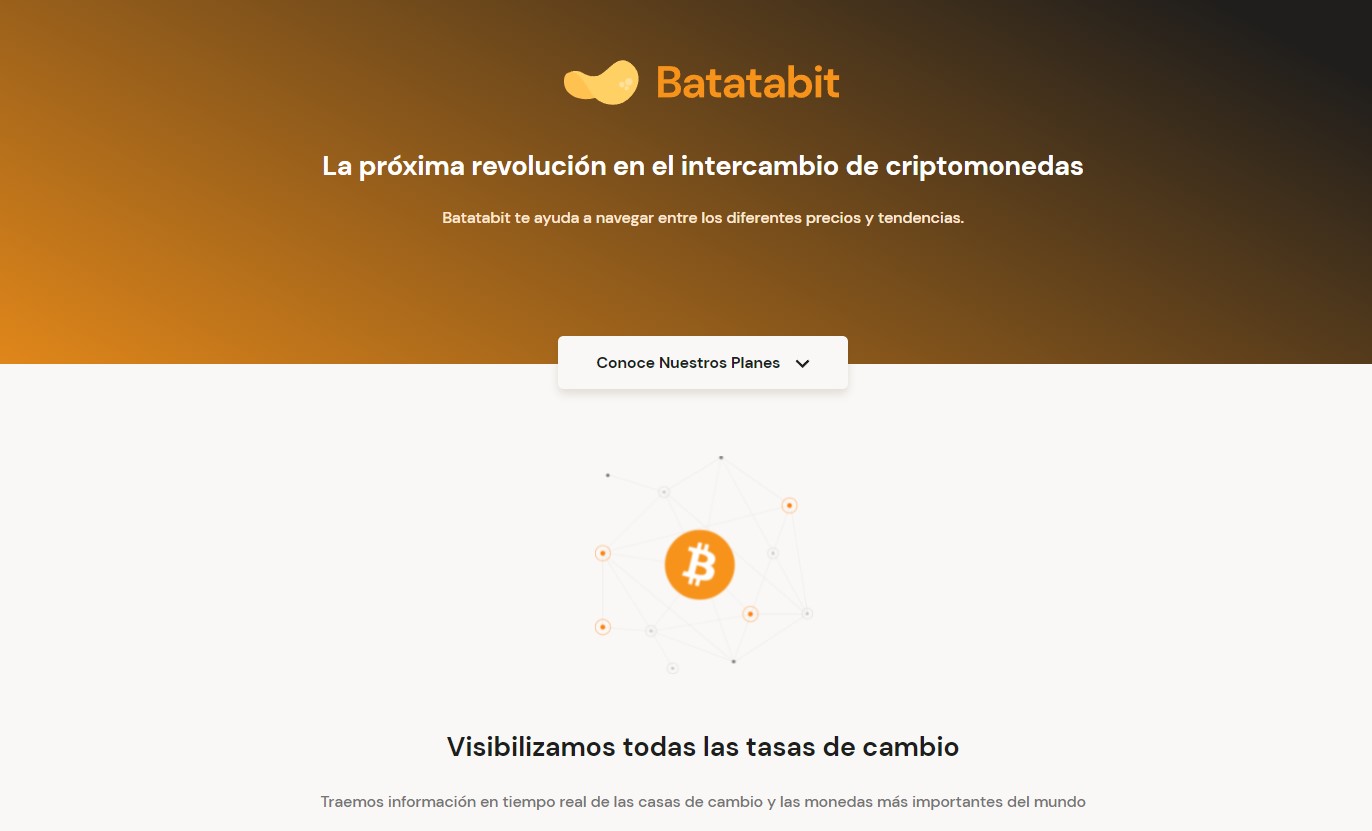 Batatabit
La próxima revolución en el intercambio de criptomonedas
Batatabit te ayuda a navegar entre los diferentes precios y tendencias.
Conoce Nuestros Planes
Visibilizamos todas las tasas de cambio
Traemos información en tiempo real de las casas de cambio y las monedas más importantes del mundo